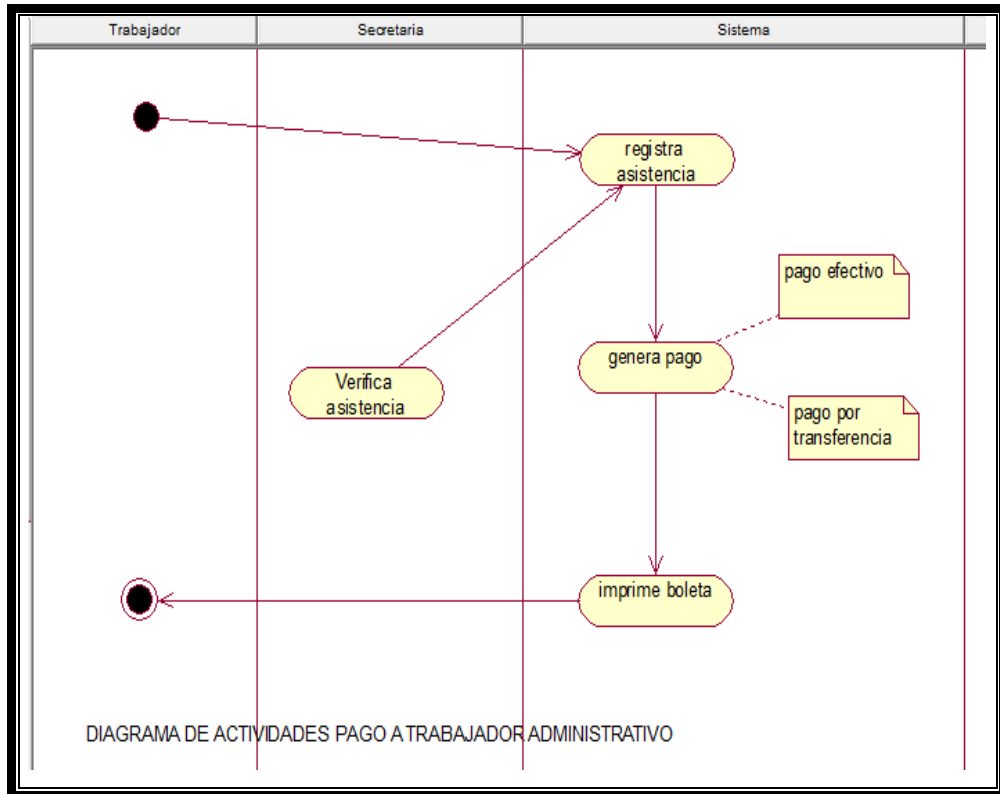 Trabajador
Secretaria
Sistema
registra
asistencia
pago efectivo
genera pago
Verifica
asistencia
pago por
transferencia
imprime boleta
DIAGRAMA DE ACTIVIDADES PAGO A TRABAJADOR ADMINISTRATIVO